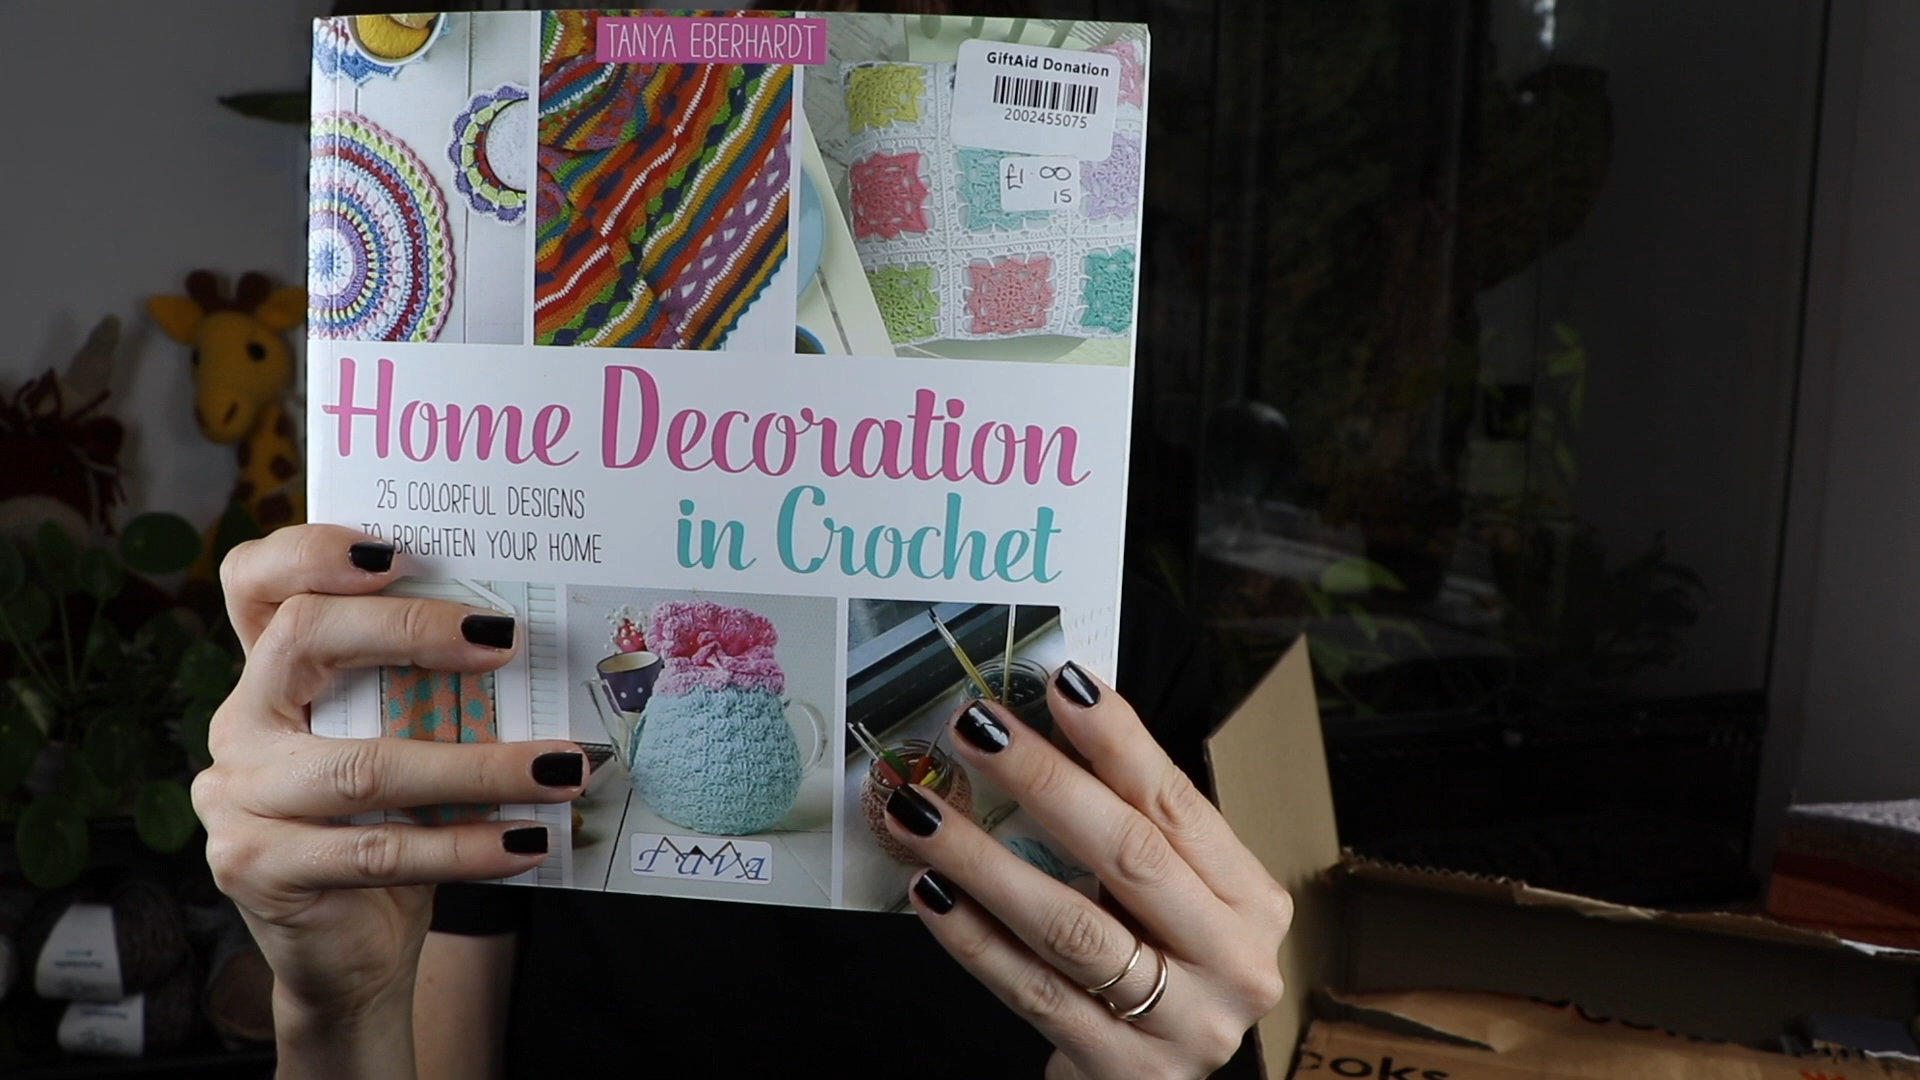 TANYA EBERHARDT
GiftAid Donation
2002455075
£1.00
15
Home Decoration
in Crochet
25 COLORFUL DESIGNS
TO BRIGHTEN YOUR HOME
TUVA